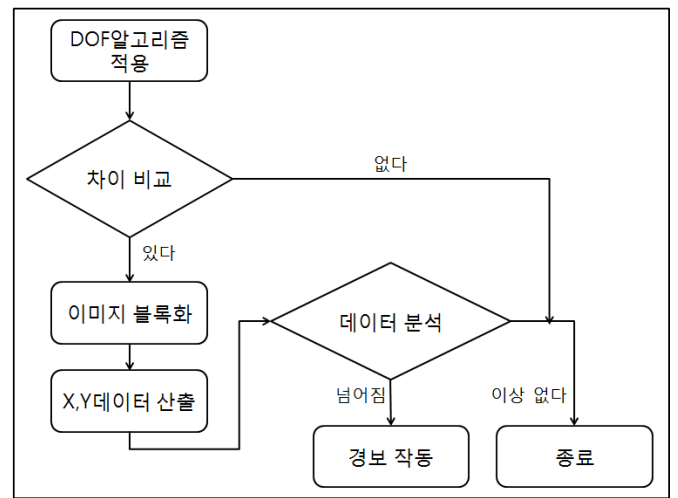 DOF알고리즘
적용
차이 비교
없다
있다
이미지 블록화
데이터 분석
X,Y데이터 산출
넘어짐
이상 없다
경보 작동
종료